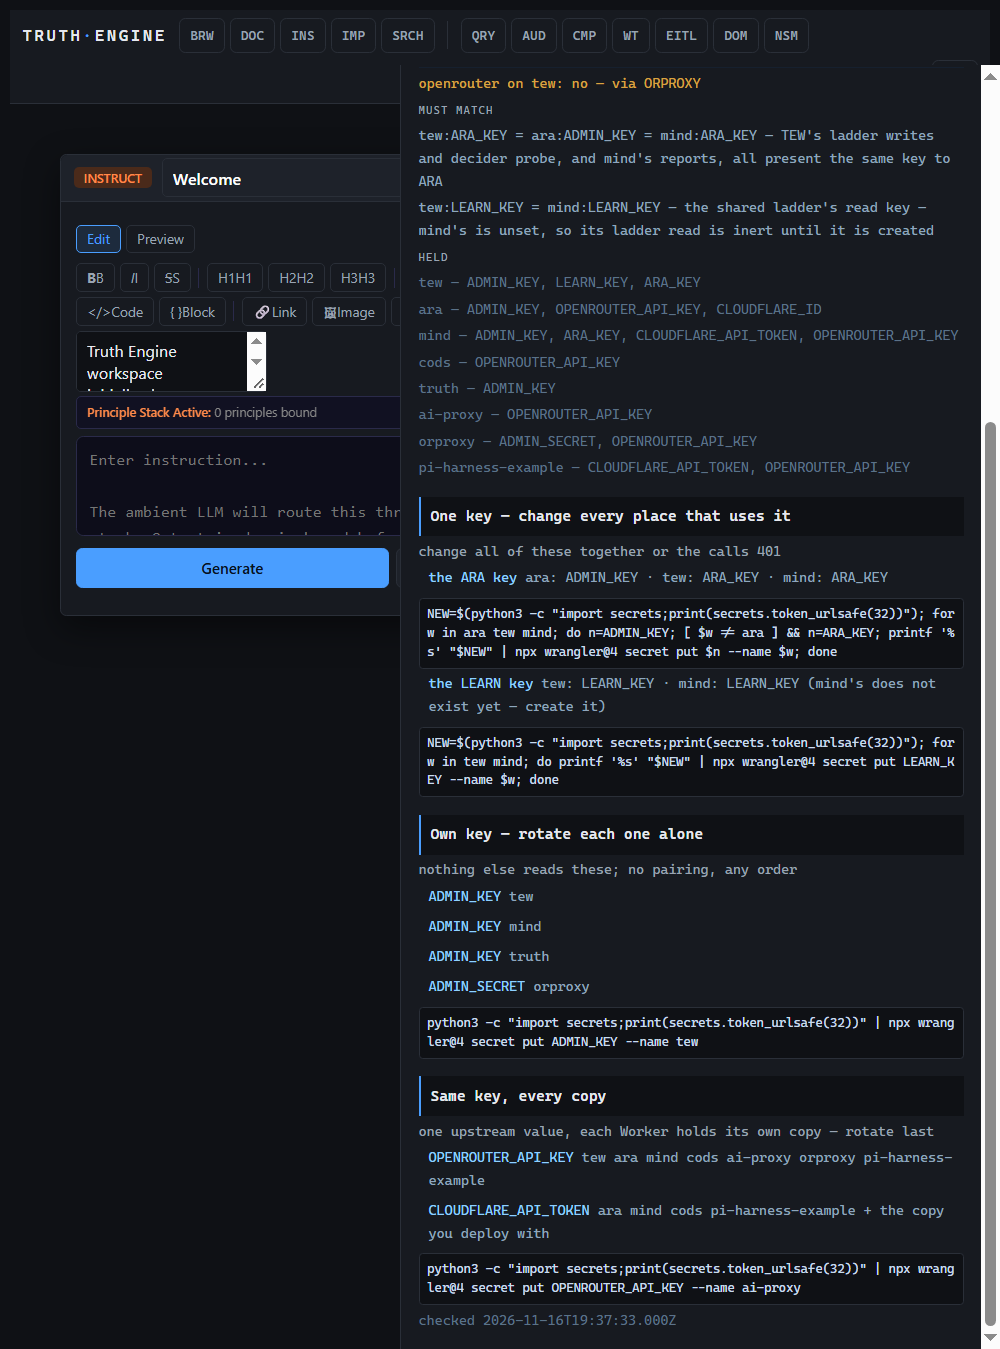 TRUTH·ENGINE BRW DOC INS IMP SRCH QRY AUD CMP WT EITL DOM NSM
INSTRUCT Welcome
Edit Preview
BB II SS H1H1 H2H2 H3H3
</>Code { }Block 🔗Link 🖼Image
Truth Engine
workspace
Principle Stack Active: 0 principles bound
Enter instruction...
The ambient LLM will route this thr
Generate
openrouter on tew: no — via ORPROXY
MUST MATCH
tew:ARA_KEY = ara:ADMIN_KEY = mind:ARA_KEY — TEW's ladder writes
and decider probe, and mind's reports, all present the same key to
ARA
tew:LEARN_KEY = mind:LEARN_KEY — the shared ladder's read key —
mind's is unset, so its ladder read is inert until it is created
HELD
tew — ADMIN_KEY, LEARN_KEY, ARA_KEY
ara — ADMIN_KEY, OPENROUTER_API_KEY, CLOUDFLARE_ID
mind — ADMIN_KEY, ARA_KEY, CLOUDFLARE_API_TOKEN, OPENROUTER_API_KEY
cods — OPENROUTER_API_KEY
truth — ADMIN_KEY
ai-proxy — OPENROUTER_API_KEY
orproxy — ADMIN_SECRET, OPENROUTER_API_KEY
pi-harness-example — CLOUDFLARE_API_TOKEN, OPENROUTER_API_KEY
One key — change every place that uses it
change all of these together or the calls 401
the ARA key ara: ADMIN_KEY · tew: ARA_KEY · mind: ARA_KEY
NEW=$(python3 -c "import secrets;print(secrets.token_urlsafe(32))"); for
w in ara tew mind; do n=ADMIN_KEY; [ $w != ara ] && n=ARA_KEY; printf '%
s' "$NEW" | npx wrangler@4 secret put $n --name $w; done
the LEARN key tew: LEARN_KEY · mind: LEARN_KEY (mind's does not
exist yet — create it)
NEW=$(python3 -c "import secrets;print(secrets.token_urlsafe(32))"); for
w in tew mind; do printf '%s' "$NEW" | npx wrangler@4 secret put LEARN_K
EY --name $w; done
Own key — rotate each one alone
nothing else reads these; no pairing, any order
ADMIN_KEY tew
ADMIN_KEY mind
ADMIN_KEY truth
ADMIN_SECRET orproxy
python3 -c "import secrets;print(secrets.token_urlsafe(32))" | npx wrang
ler@4 secret put ADMIN_KEY --name tew
Same key, every copy
one upstream value, each Worker holds its own copy — rotate last
OPENROUTER_API_KEY tew ara mind cods ai-proxy orproxy pi-harness-
example
CLOUDFLARE_API_TOKEN ara mind cods pi-harness-example + the copy
you deploy with
python3 -c "import secrets;print(secrets.token_urlsafe(32))" | npx wrang
ler@4 secret put OPENROUTER_API_KEY --name ai-proxy
checked 2026-11-16T19:37:33.000Z